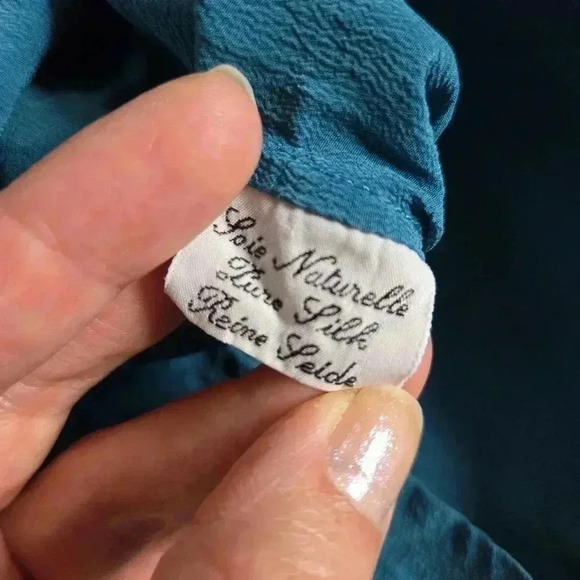 Soie Naturelle
Pure Silk
Reine Seide